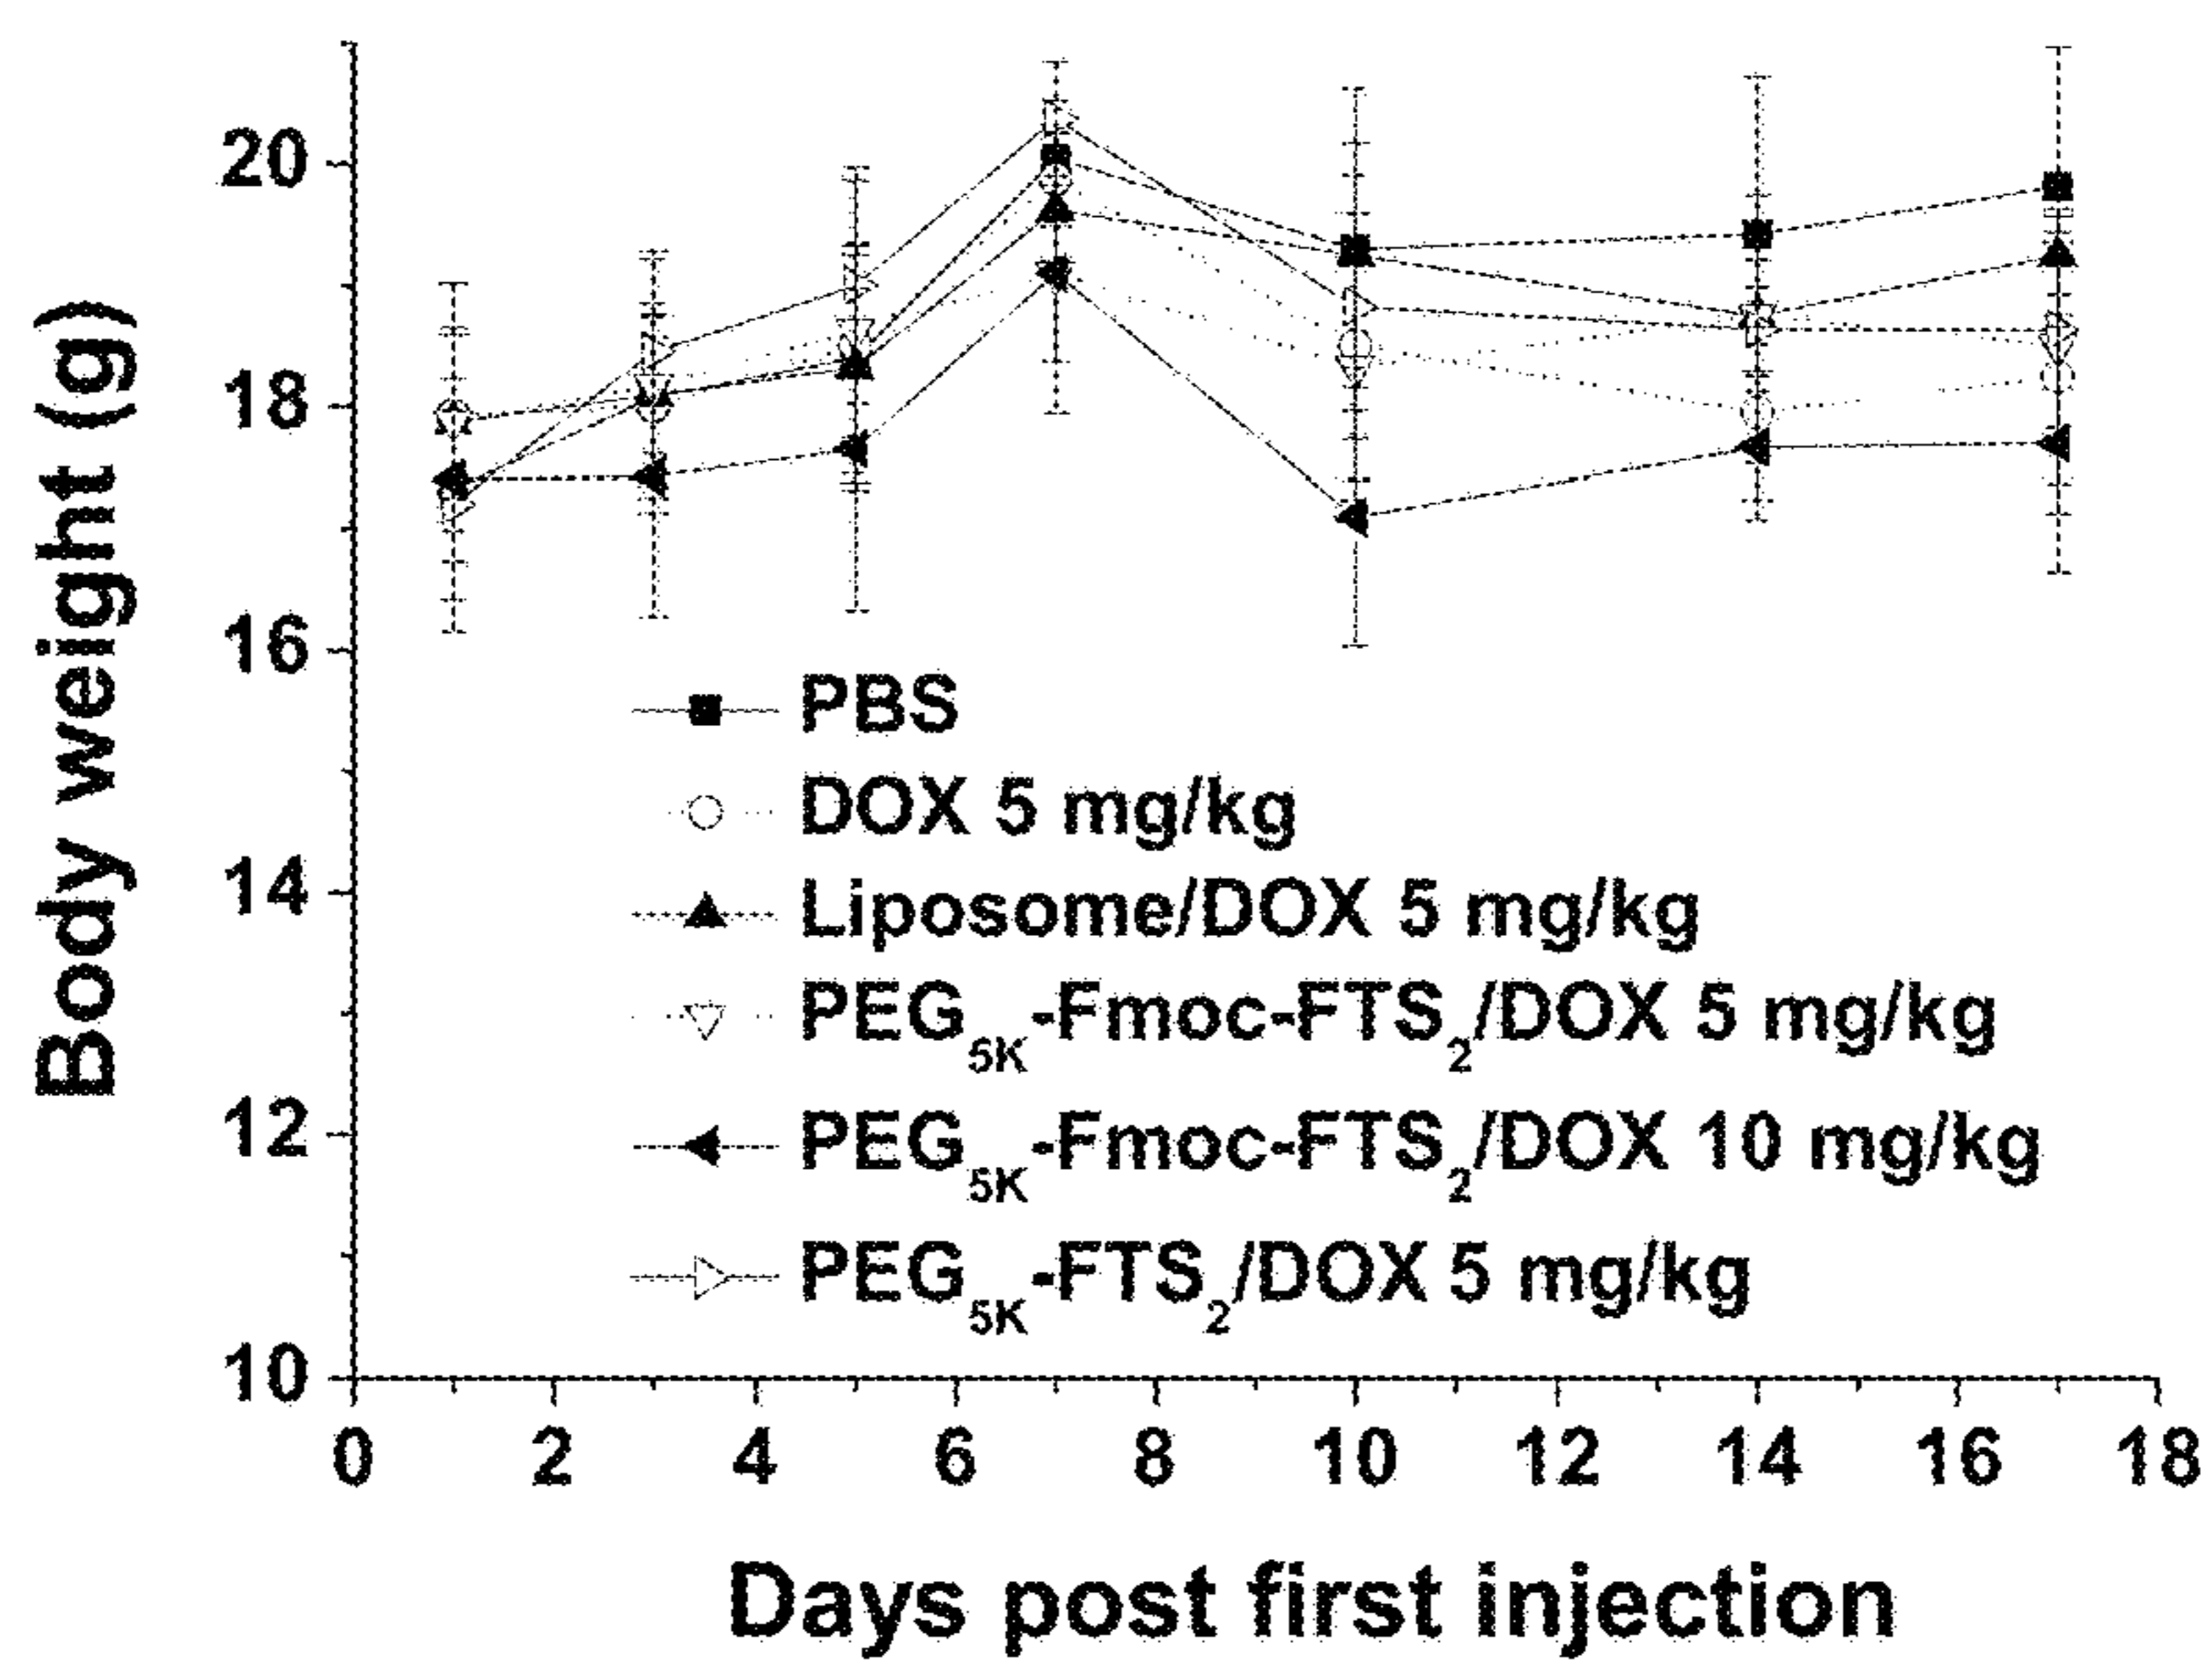 Body weight (g)
20
18
16
14
12
10
PBS
DOX 5 mg/kg
Liposome/DOX 5 mg/kg
PEG5K-Fmoc-FTS2/DOX 5 mg/kg
PEG5K-Fmoc-FTS2/DOX 10 mg/kg
PEG5K-FTS2/DOX 5 mg/kg
0 2 4 6 8 10 12 14 16 18
Days post first injection